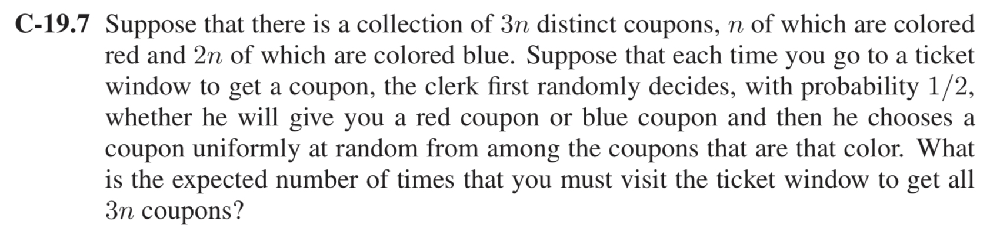 C-19.7 Suppose that there is a collection of 3n distinct coupons, n of which are colored
red and 2n of which are colored blue. Suppose that each time you go to a ticket
window to get a coupon, the clerk first randomly decides, with probability 1/2,
whether he will give you a red coupon or blue coupon and then he chooses a
coupon uniformly at random from among the coupons that are that color. What
is the expected number of times that you must visit the ticket window to get all
3n coupons?